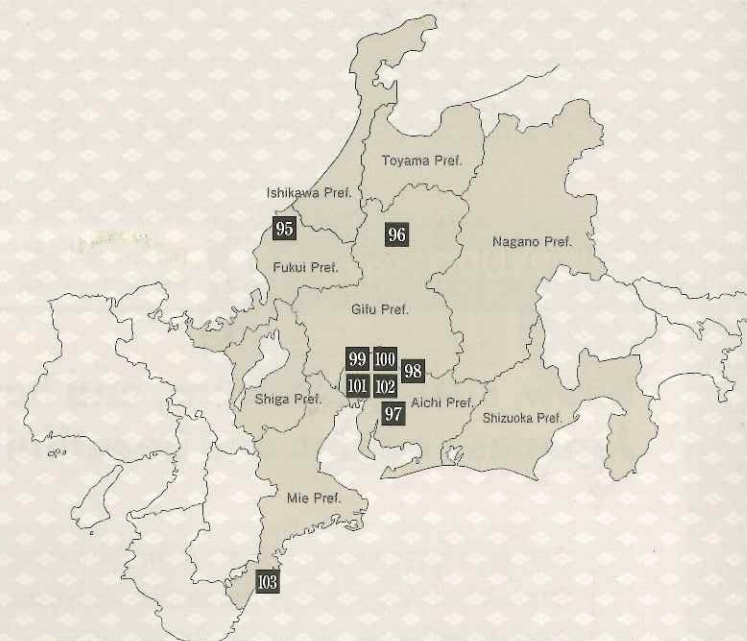 Toyama Pref.
Ishikawa Pref.
95
96
Nagano Pref.
Fukui Pref.
Gifu Pref.
99 100
98
101 102
Shiga Pref.
97
Aichi Pref.
Shizuoka Pref.
Mie Pref.
103